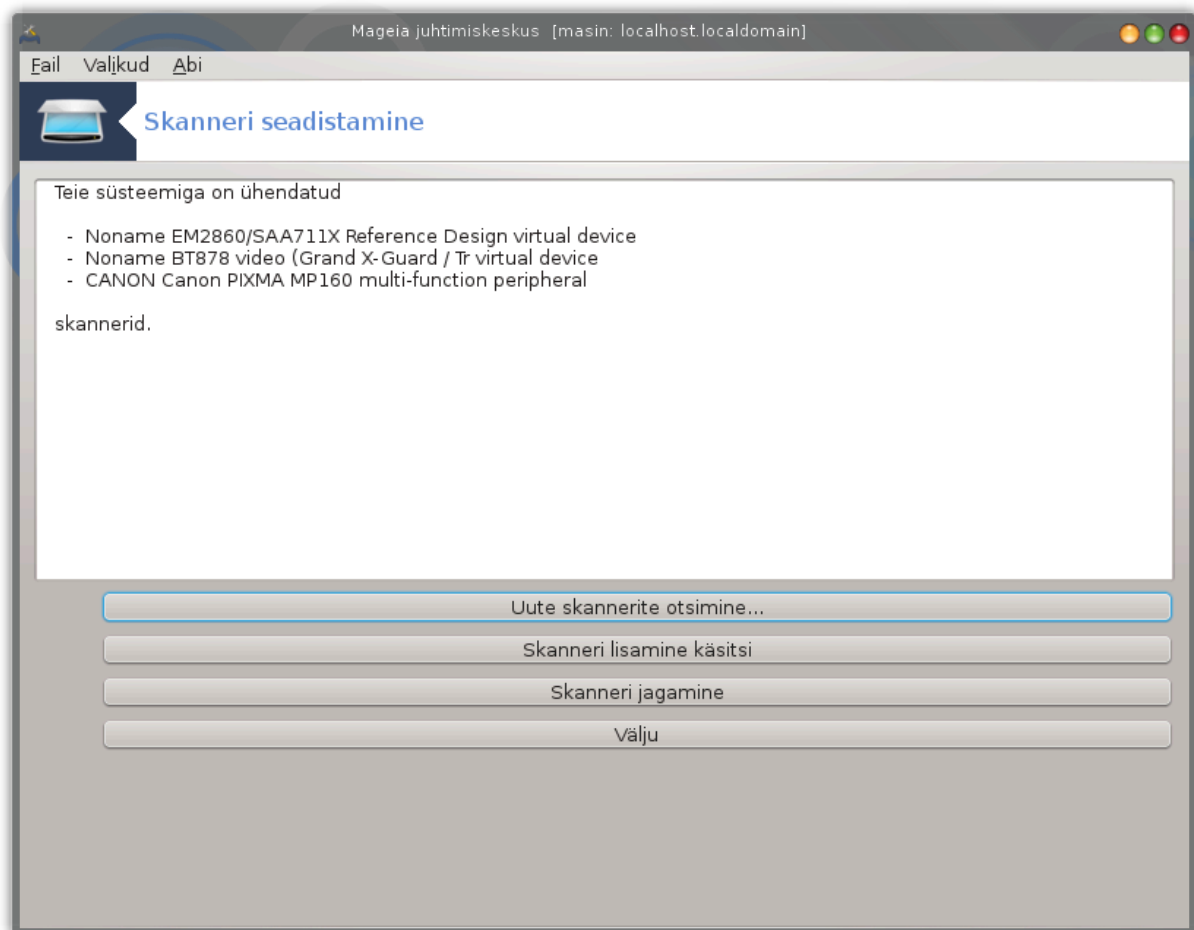 Mageia juhtimiskeskus [masin: localhost.localdomain]
Fail Valikud Abi
Skanneri seadistamine
Teie süsteemiga on ühendatud
- Noname EM2860/SAA711X Reference Design virtual device
- Noname BT878 video (Grand X-Guard / Tr virtual device
- CANON Canon PIXMA MP160 multi-function peripheral
skannerid.
Uute skannerite otsimine...
Skanneri lisamine käsitsi
Skanneri jagamine
Välju